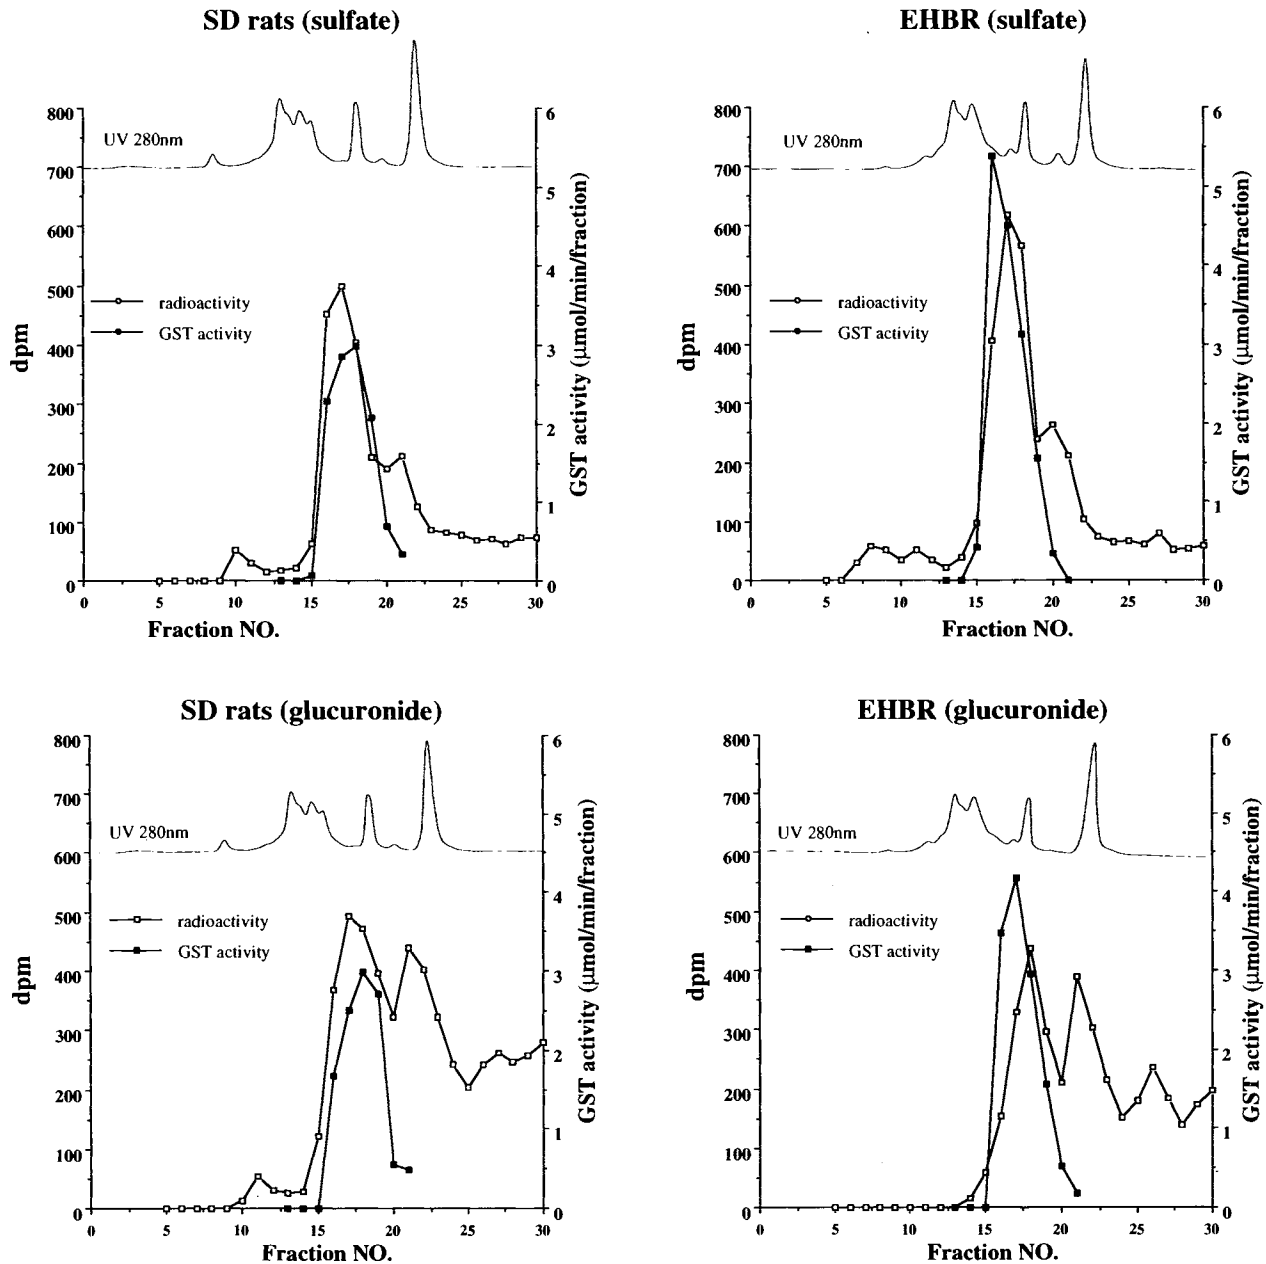 SD rats (sulfate)
EHBR (sulfate)
800
700
600
500
400
300
200
100
0
dpm
UV 280nm
radioactivity
GST activity
6
5
4
3
2
1
0
GST activity (µmol/min/fraction)
0 5 10 15 20 25 30
Fraction NO.
800
700
600
500
400
300
200
100
0
dpm
UV 280nm
radioactivity
GST activity
6
5
4
3
2
1
0
GST activity (µmol/min/fraction)
0 5 10 15 20 25 30
Fraction NO.
SD rats (glucuronide)
EHBR (glucuronide)
800
700
600
500
400
300
200
100
0
dpm
UV 280nm
radioactivity
GST activity
6
5
4
3
2
1
0
GST activity (µmol/min/fraction)
0 5 10 15 20 25 30
Fraction NO.
800
700
600
500
400
300
200
100
0
dpm
UV 280nm
radioactivity
GST activity
6
5
4
3
2
1
0
GST activity (µmol/min/fraction)
0 5 10 15 20 25 30
Fraction NO.